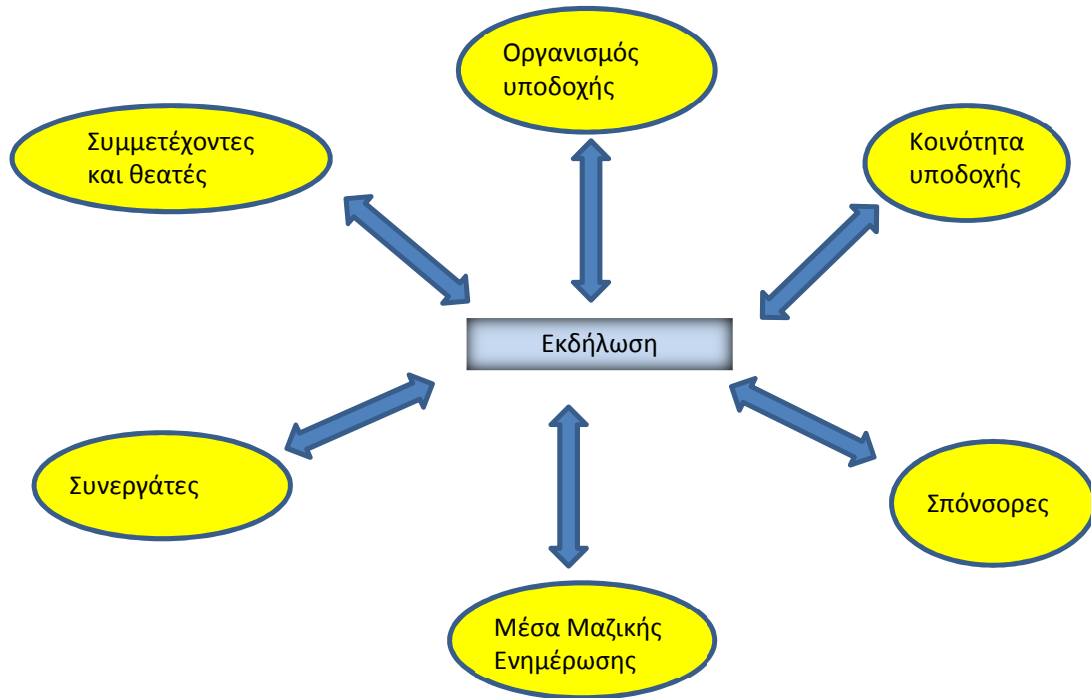 Οργανισμός
υποδοχής
Συμμετέχοντες
και θεατές
Κοινότητα
υποδοχής
Εκδήλωση
Συνεργάτες
Σπόνσορες
Μέσα Μαζικής
Ενημέρωσης